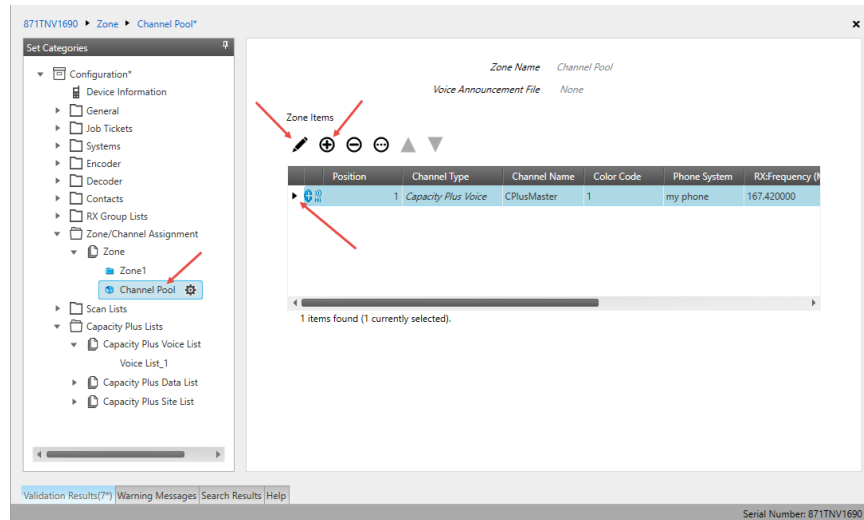 871TNV1690 Zone Channel Pool*
Set Categories
Configuration*
Device Information
General
Job Tickets
Systems
Encoder
Decoder
Contacts
RX Group Lists
Zone/Channel Assignment
Zone
Zone1
Channel Pool
Scan Lists
Capacity Plus Lists
Capacity Plus Voice List
Voice List_1
Capacity Plus Data List
Capacity Plus Site List
Zone Name Channel Pool
Voice Announcement File None
Zone Items
Position Channel Type Channel Name Color Code Phone System RX:Frequency (M
1 Capacity Plus Voice CPlusMaster 1 my phone 167.420000
1 items found (1 currently selected).
Validation Results(7*) Warning Messages Search Results Help
Serial Number: 871TNV1690